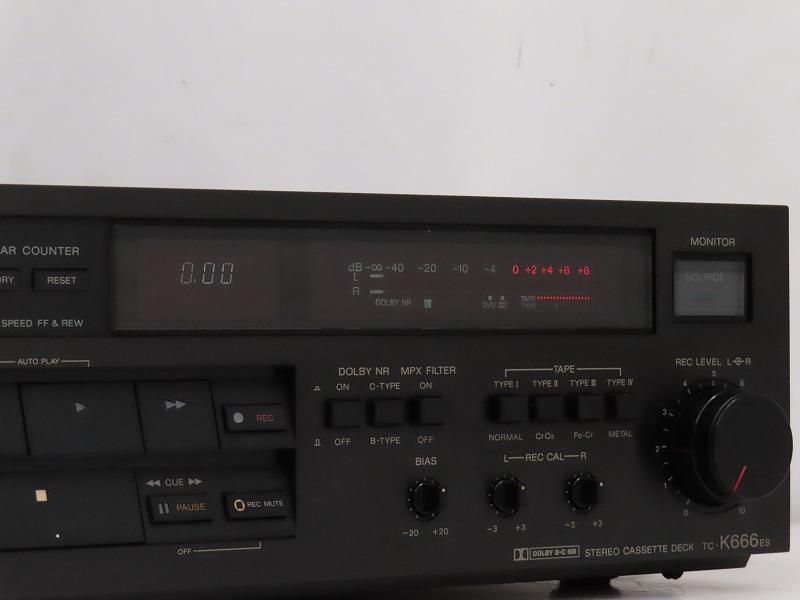 AR COUNTER
RY RESET
SPEED FF & REW
0.00
dB -∞ -40 -20 -10 -4 0 +2 +4 +6 +8
L
R
DOLBY NR C
TAPE
MONITOR
SOURCE
AUTO PLAY
REC
CUE
PAUSE
REC MUTE
OFF
DOLBY NR MPX FILTER
ON C-TYPE ON
OFF B-TYPE OFF
TAPE
TYPE I TYPE II TYPE III TYPE IV
NORMAL CrO2 Fe-Cr METAL
BIAS
-20 +20
L REC CAL R
-3 +3 -3 +3
REC LEVEL L R
0 1 2 3 4 5 6 10
DOLBY B·C NR STEREO CASSETTE DECK TC-K666ES